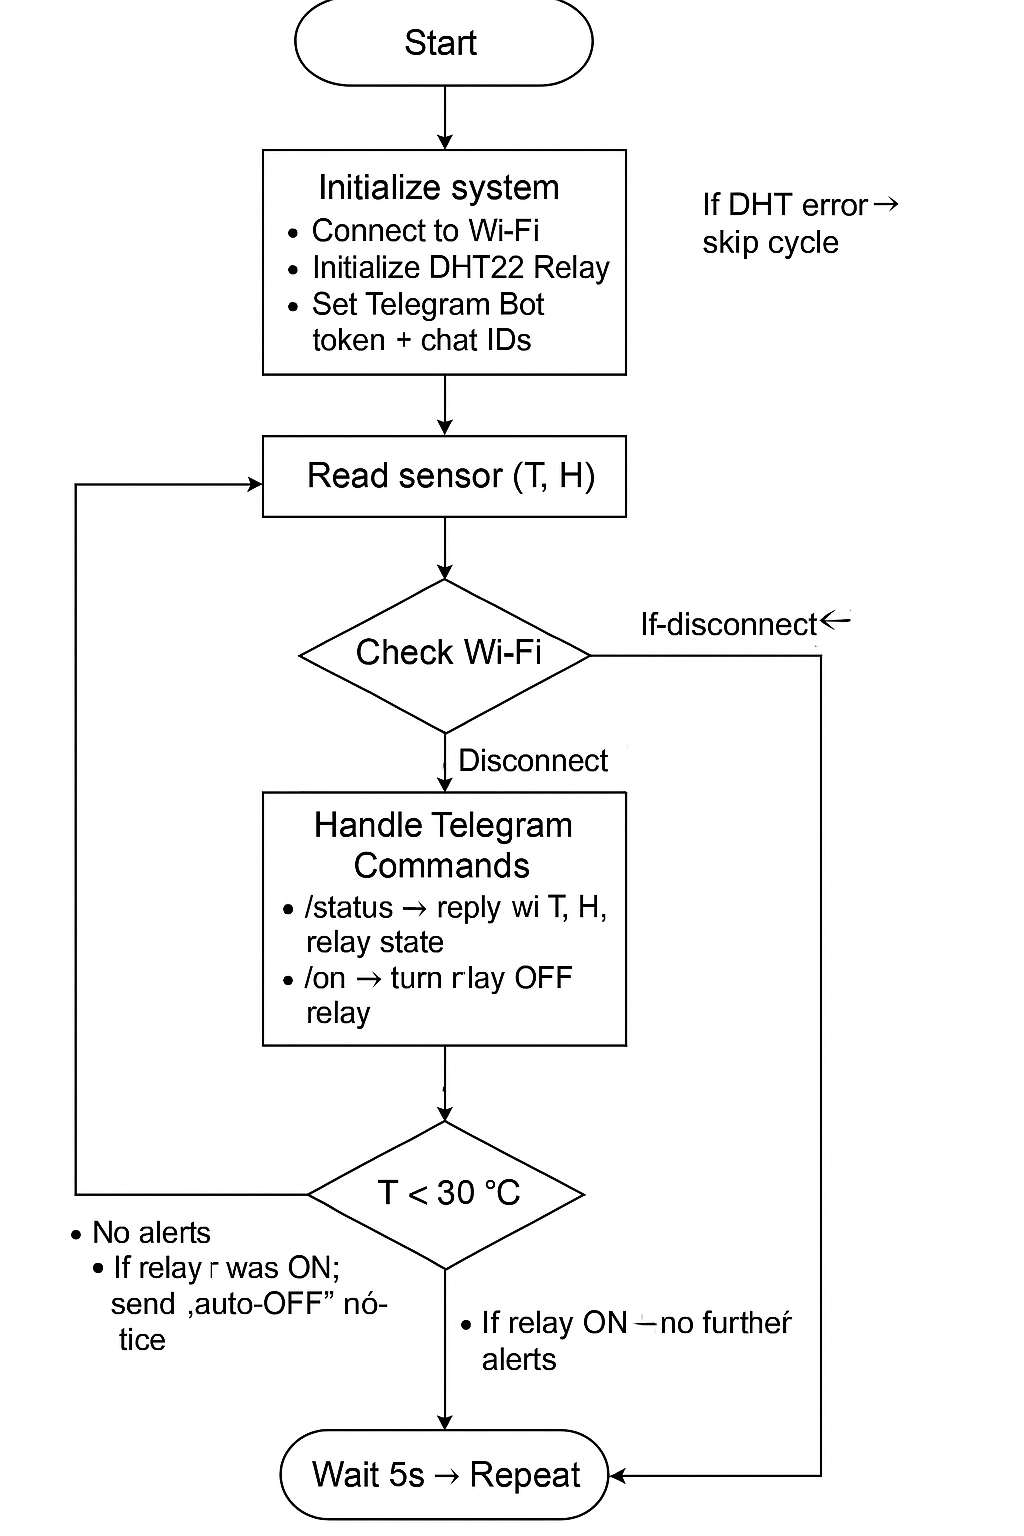 Start
Initialize system
• Connect to Wi-Fi
• Initialize DHT22 Relay
• Set Telegram Bot
token + chat IDs
If DHT error→
skip cycle
Read sensor (T, H)
Check Wi-Fi
If-disconnect←
Disconnect
Handle Telegram
Commands
• /status → reply wi T, H,
relay state
• /on → turn rlay OFF
relay
T < 30 °C
• No alerts
• If relay r was ON;
send ‚auto-OFF” nó-
tice
• If relay ON —no further
alerts
Wait 5s → Repeat